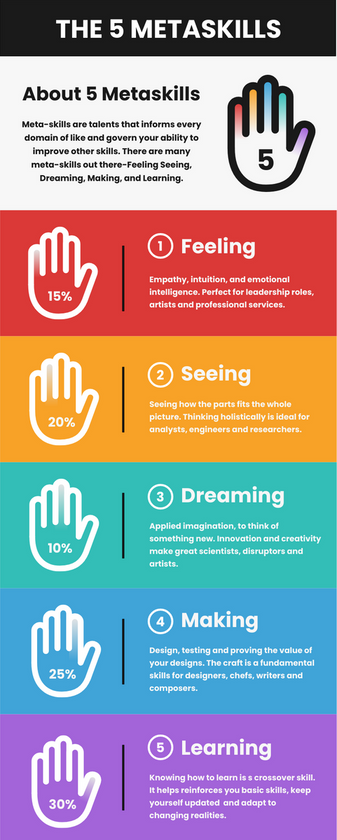 THE 5 METASKILLS
About 5 Metaskills
Meta-skills are talents that informs every
domain of like and govern your ability to
improve other skills. There are many
meta-skills out there-Feeling Seeing,
Dreaming, Making, and Learning.
5
15%
1 Feeling
Empathy, intuition, and emotional
intelligence. Perfect for leadership roles,
artists and professional services.
20%
2 Seeing
Seeing how the parts fits the whole
picture. Thinking holistically is ideal for
analysts, engineers and researchers.
10%
3 Dreaming
Applied imagination, to think of
something new. Innovation and creativity
make great scientists, disruptors and
artists.
25%
4 Making
Design, testing and proving the value of
your designs. The craft is a fundamental
skills for designers, chefs, writers and
composers.
30%
5 Learning
Knowing how to learn is s crossover skill.
It helps reinforces you basic skills, keep
yourself updated and adapt to
changing realities.